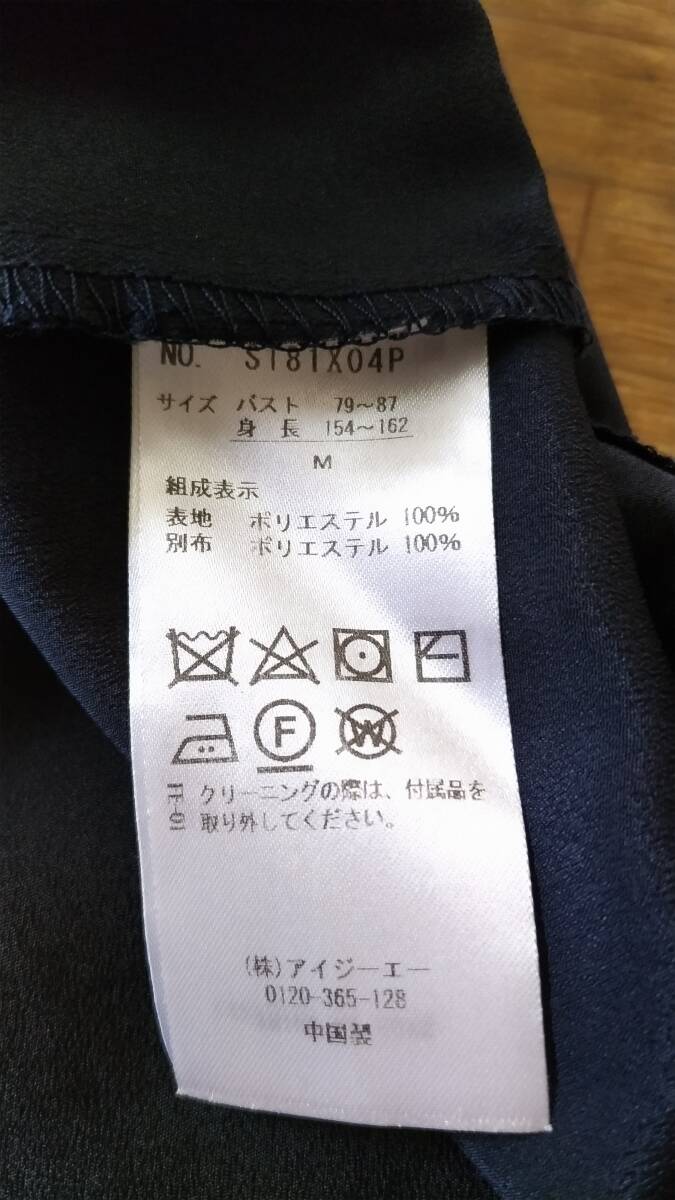 NO. S181X04P
サイズ バスト 79～87
身長 154～162
M
組成表示
表地 ポリエステル 100%
別布 ポリエステル 100%
F W
クリーニングの際は、付属品を
取り外してください。
(株)アイジーエー
0120-365-128
中国製